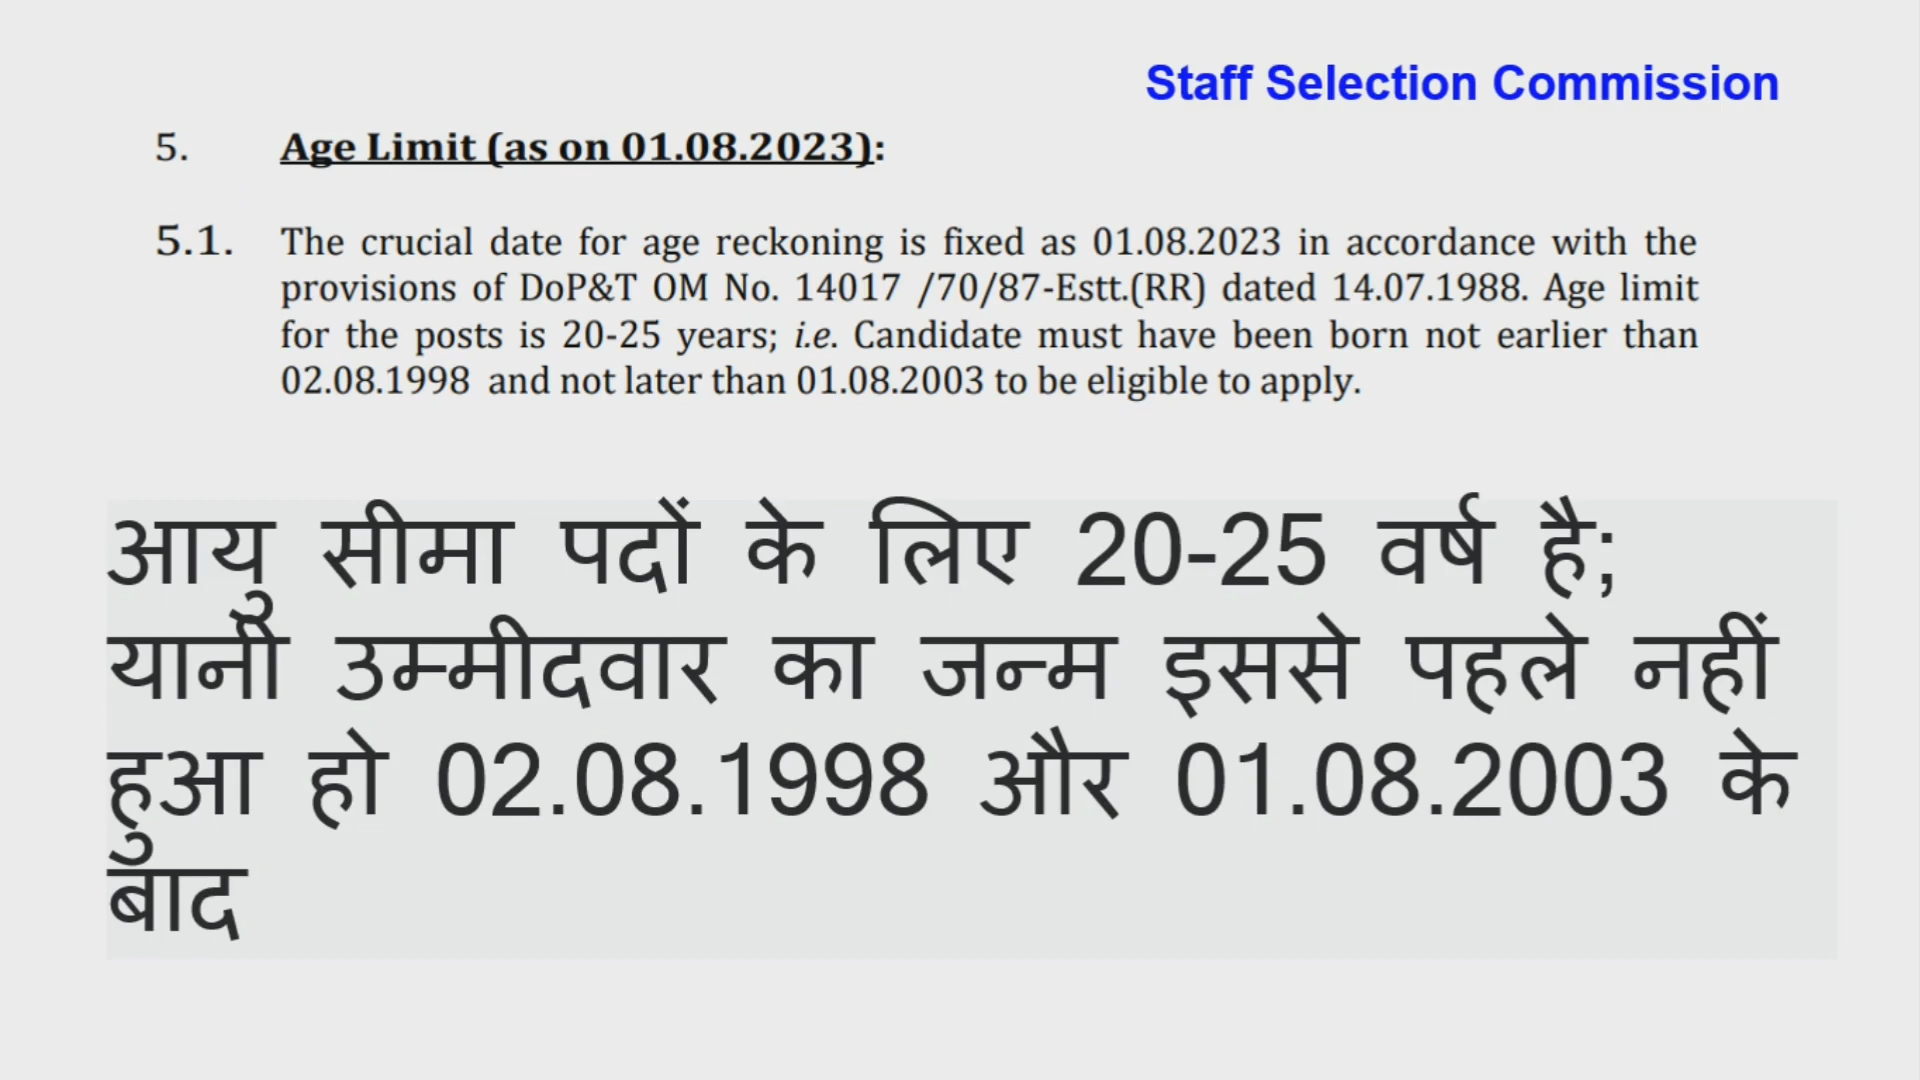 Staff Selection Commission
5. Age Limit (as on 01.08.2023):
5.1. The crucial date for age reckoning is fixed as 01.08.2023 in accordance with the
provisions of DoP&T OM No. 14017 /70/87-Estt.(RR) dated 14.07.1988. Age limit
for the posts is 20-25 years; i.e. Candidate must have been born not earlier than
02.08.1998 and not later than 01.08.2003 to be eligible to apply.
आयु सीमा पदों के लिए 20-25 वर्ष है;
यानी उम्मीदवार का जन्म इससे पहले नहीं
हुआ हो 02.08.1998 और 01.08.2003 के
बाद